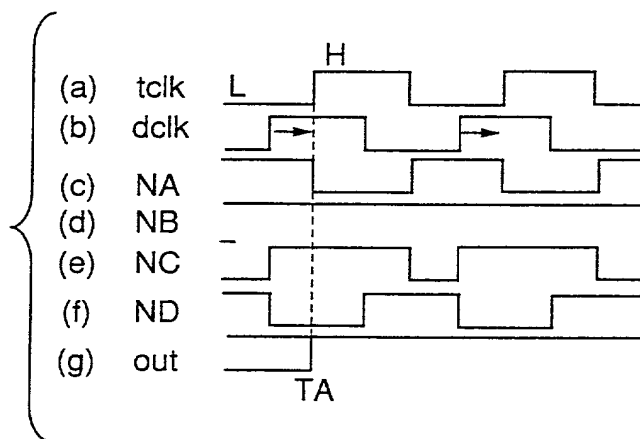 H
(a) tclk L
(b) dclk
(c) NA
(d) NB
(e) NC
(f) ND
(g) out
TA